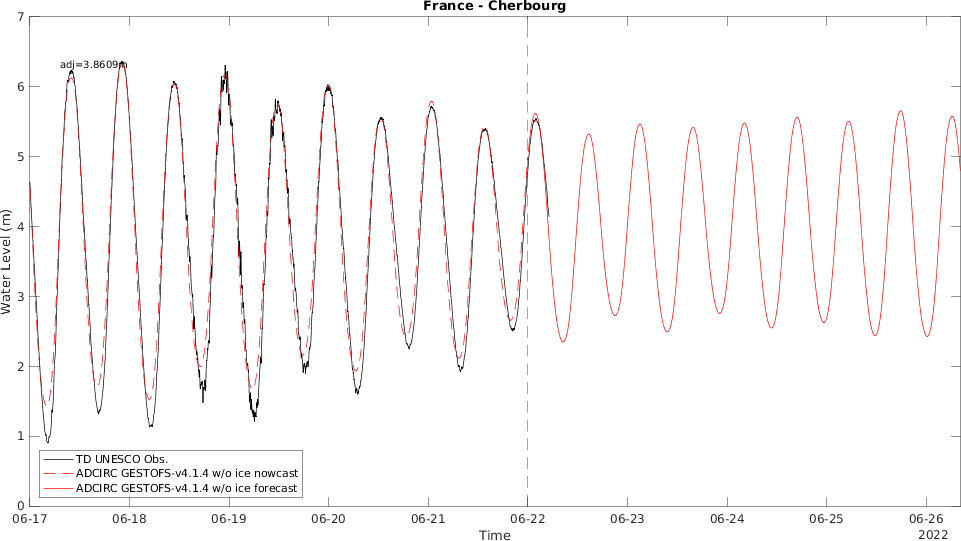 France - Cherbourg
adj=3.8609m
Water Level (m)
7
6
5
4
3
2
1
0
TD UNESCO Obs.
ADCIRC GESTOFS-v4.1.4 w/o ice nowcast
ADCIRC GESTOFS-v4.1.4 w/o ice forecast
06-17 06-18 06-19 06-20 06-21 06-22 06-23 06-24 06-25 06-26
Time 2022